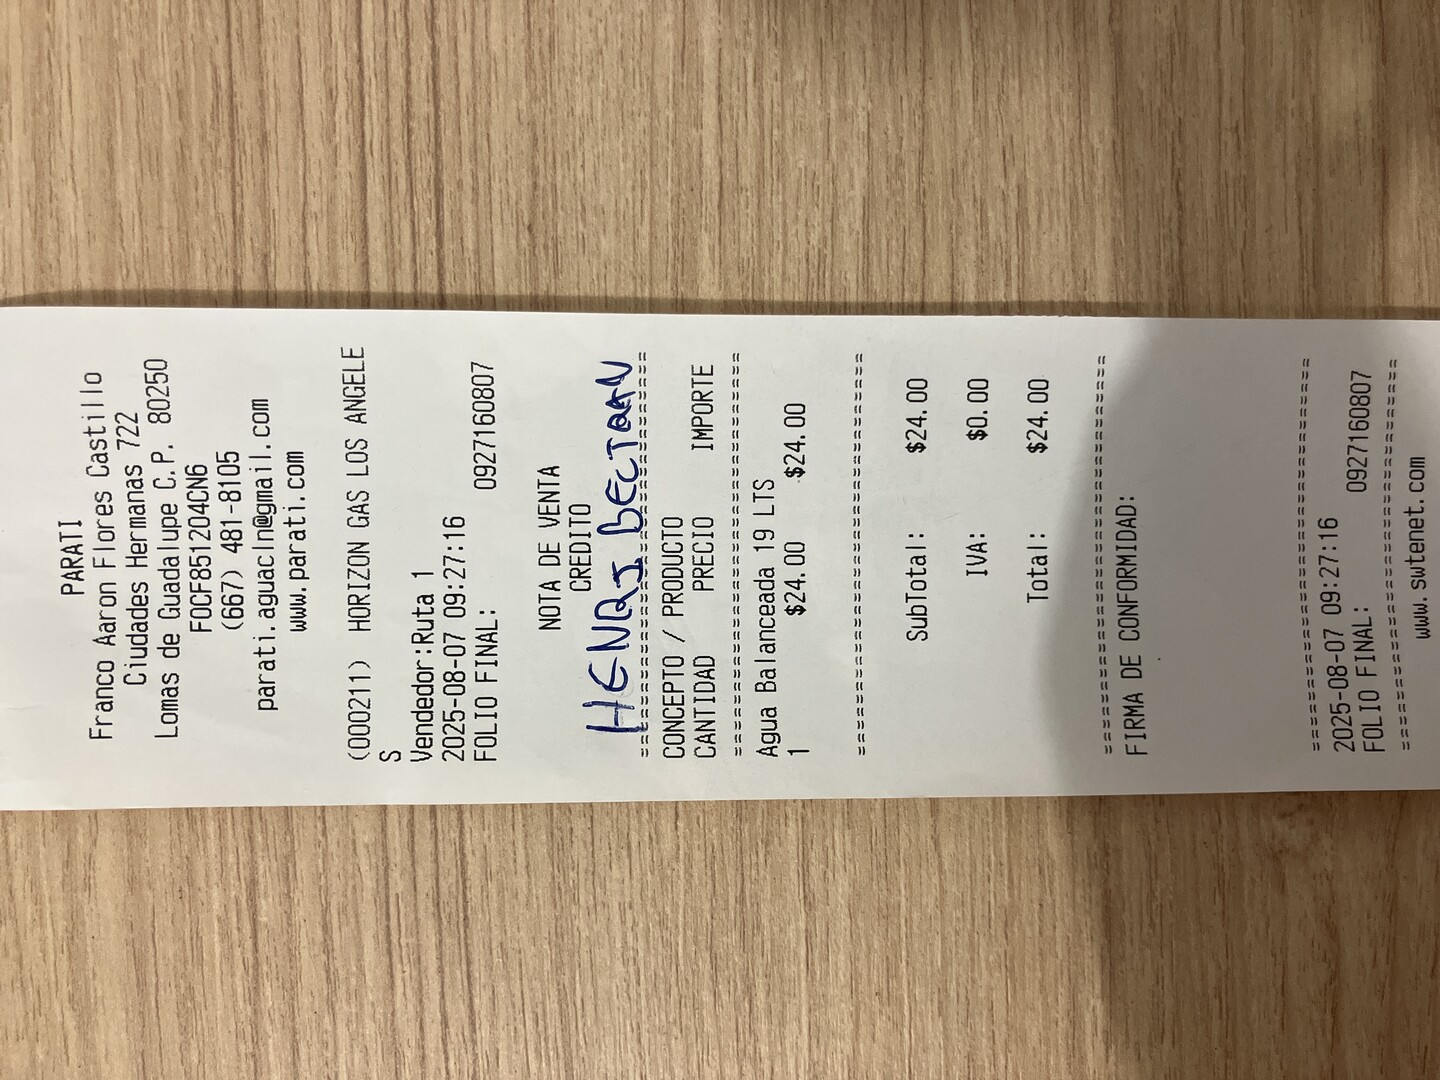 PARATI
Franco Aaron Flores Castillo
Ciudades Hermanas 722
Lomas de Guadalupe C.P. 80250
FOCF851204CN6
(667) 481-8105
parati.aguacln@gmail.com
www.parati.com
(000211) HORIZON GAS LOS ANGELE
S
Vendedor:Ruta 1
2025-08-07 09:27:16
FOLIO FINAL: 0927160807
NOTA DE VENTA
CREDITO
HENRI BECTRAN
=============================
CONCEPTO / PRODUCTO
CANTIDAD PRECIO IMPORTE
=============================
Agua Balanceada 19 LTS
1 $24.00 $24.00
=============================
SubTotal: $24.00
IVA: $0.00
Total: $24.00
=============================
FIRMA DE CONFORMIDAD:
=============================
2025-08-07 09:27:16
FOLIO FINAL: 0927160807
=============================
www.swtenet.com